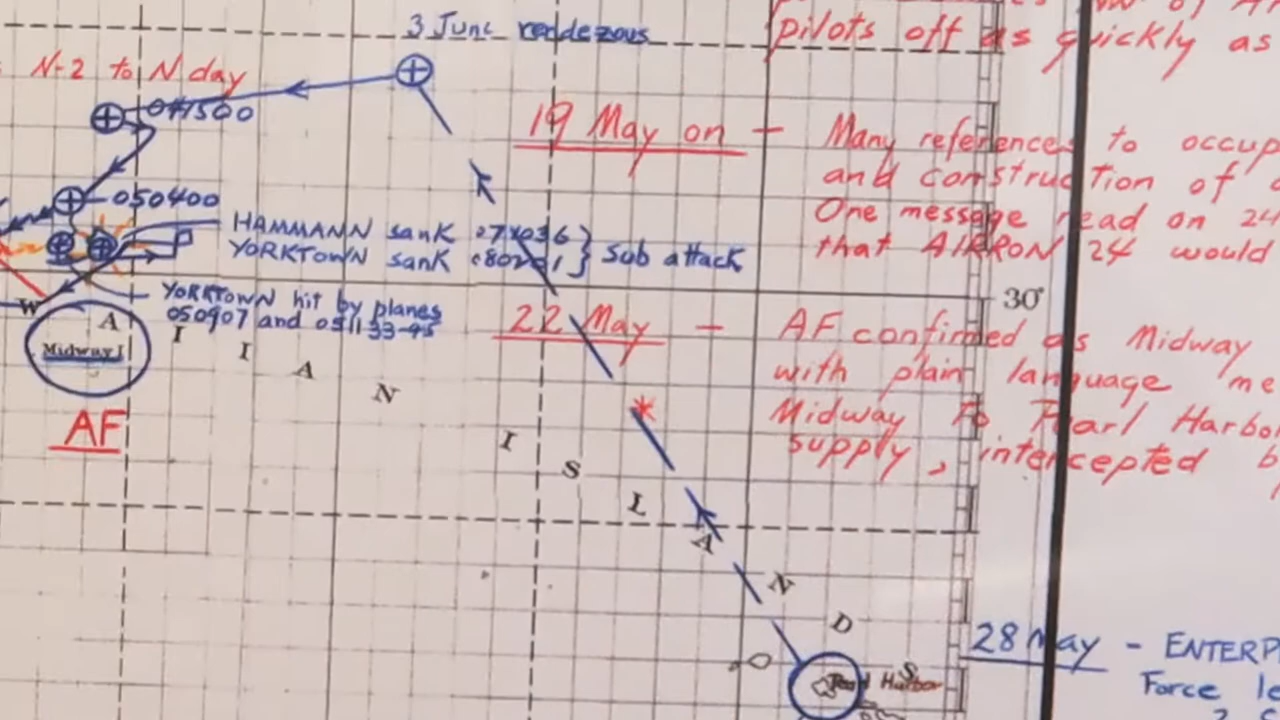 pilots off as quickly as
3 June rendezous
N-2 to N day
041500
19 May on — Many references to occup
and construction of
One message read on 24
that AIRRON 24 would
050400
HAMMANN sank
YORKTOWN sank
} Sub attack
YORKTOWN hit by planes
050907 and
30°
22 May — AF confirmed as Midway
with plain language me
Midway to Pearl Harbo
supply, intercepted b
W A I I A N
Midway I
AF
I S L A N D S
Pearl Harbor
28 May - ENTERP
Force le